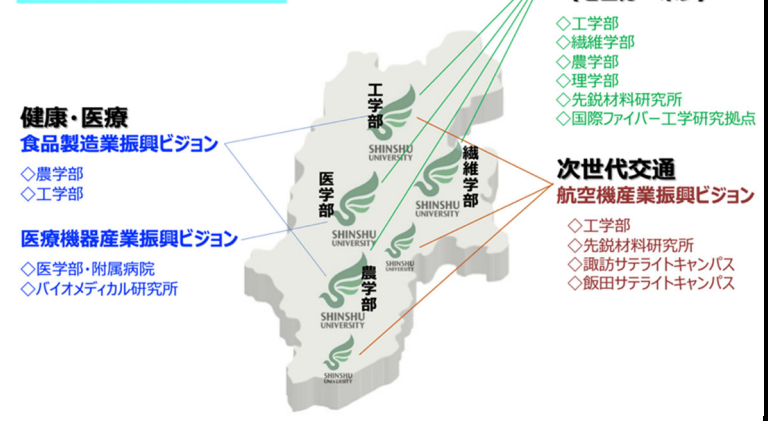 健康・医療
食品製造業振興ビジョン
◇農学部
◇工学部
医療機器産業振興ビジョン
◇医学部・附属病院
◇バイオメディカル研究所
工学部
SHINSHU
UNIVERSITY
繊維学部
SHINSHU
UNIVERSITY
医学部
SHINSHU
UNIVERSITY
SHINSHU
UNIVERSITY
農学部
SHINSHU
UNIVERSITY
SHINSHU
UNIVERSITY
◇工学部
◇繊維学部
◇農学部
◇理学部
◇先鋭材料研究所
◇国際ファイバー工学研究拠点
次世代交通
航空機産業振興ビジョン
◇工学部
◇先鋭材料研究所
◇諏訪サテライトキャンパス
◇飯田サテライトキャンパス